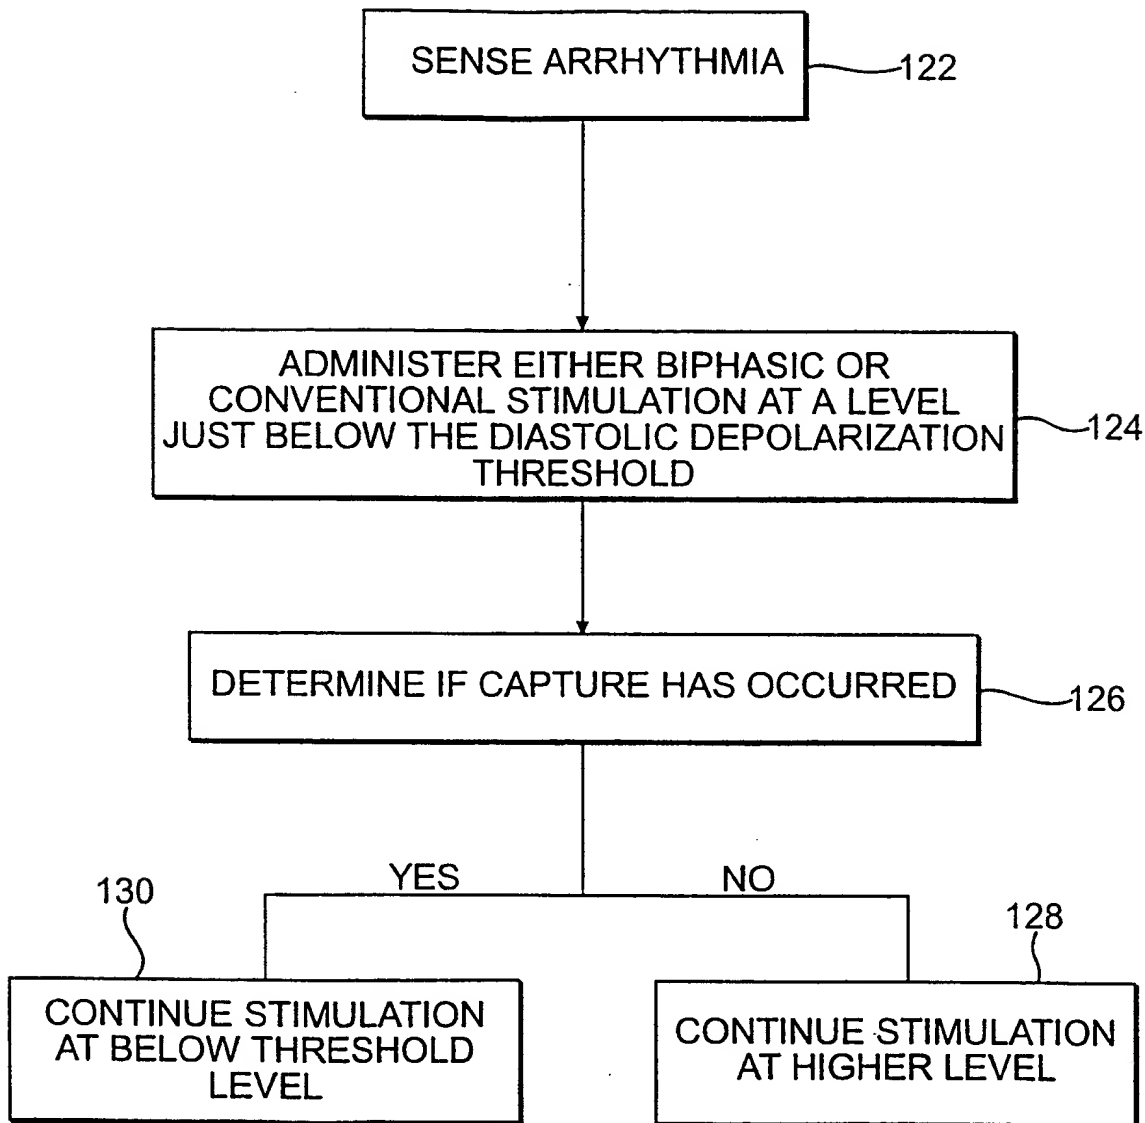 SENSE ARRHYTHMIA
122
ADMINISTER EITHER BIPHASIC OR
CONVENTIONAL STIMULATION AT A LEVEL
JUST BELOW THE DIASTOLIC DEPOLARIZATION
THRESHOLD
124
DETERMINE IF CAPTURE HAS OCCURRED
126
YES
NO
130
128
CONTINUE STIMULATION
AT BELOW THRESHOLD
LEVEL
CONTINUE STIMULATION
AT HIGHER LEVEL